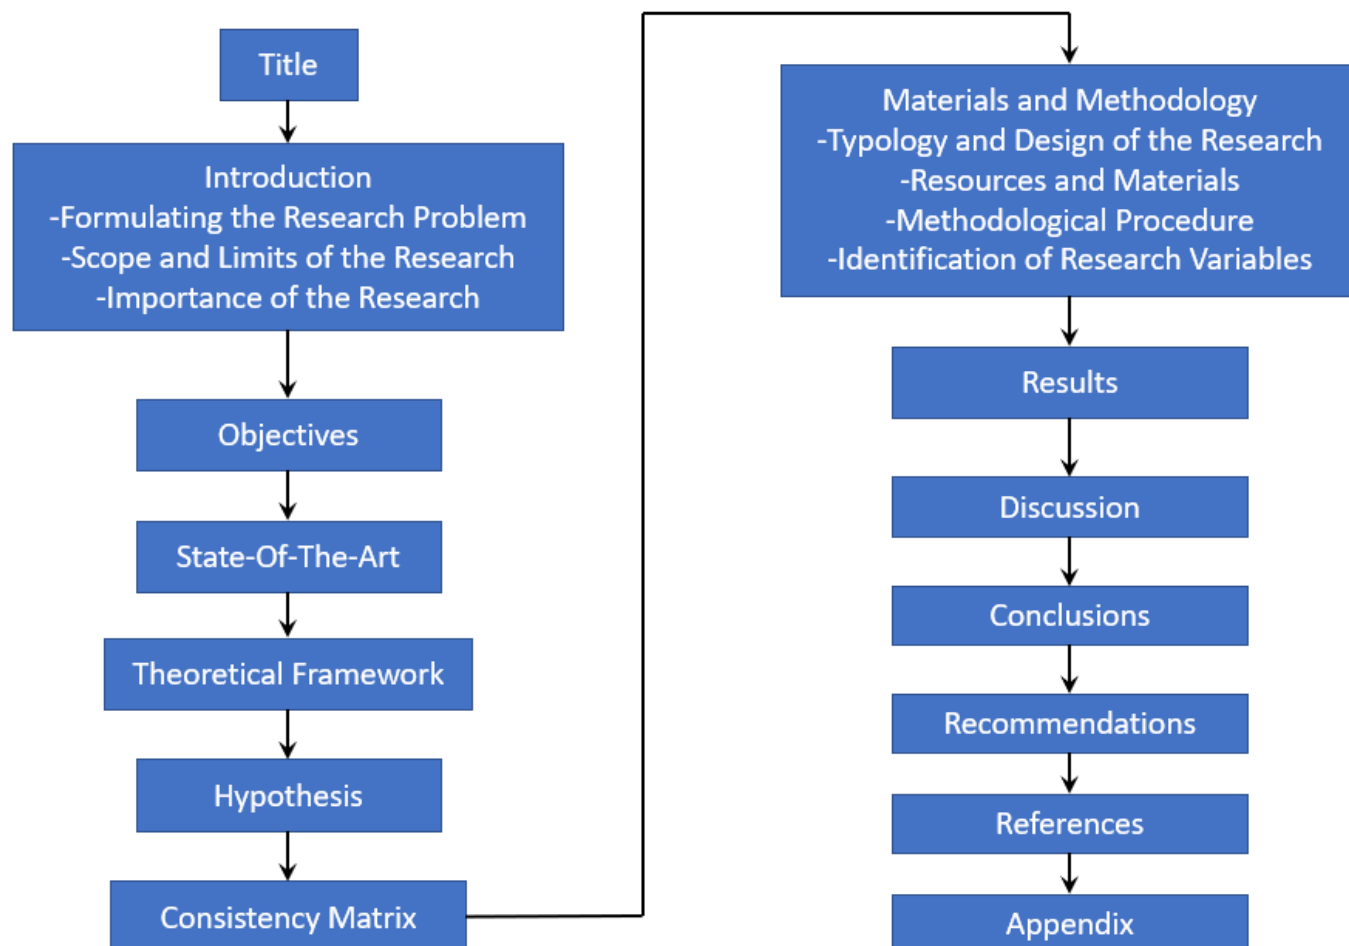 Title
Introduction
-Formulating the Research Problem
-Scope and Limits of the Research
-Importance of the Research
Objectives
State-Of-The-Art
Theoretical Framework
Hypothesis
Consistency Matrix
Materials and Methodology
-Typology and Design of the Research
-Resources and Materials
-Methodological Procedure
-Identification of Research Variables
Results
Discussion
Conclusions
Recommendations
References
Appendix